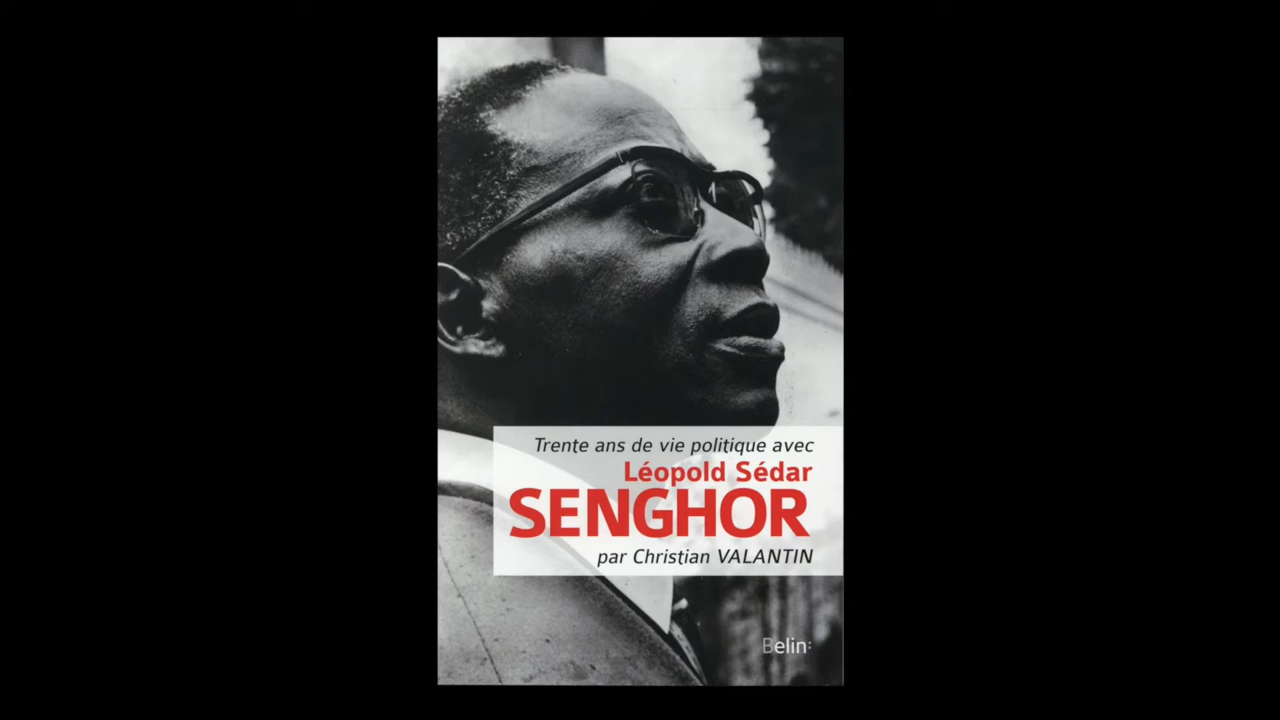 Trente ans de vie politique avec
Léopold Sédar
SENGHOR
par Christian VALANTIN
Belin: